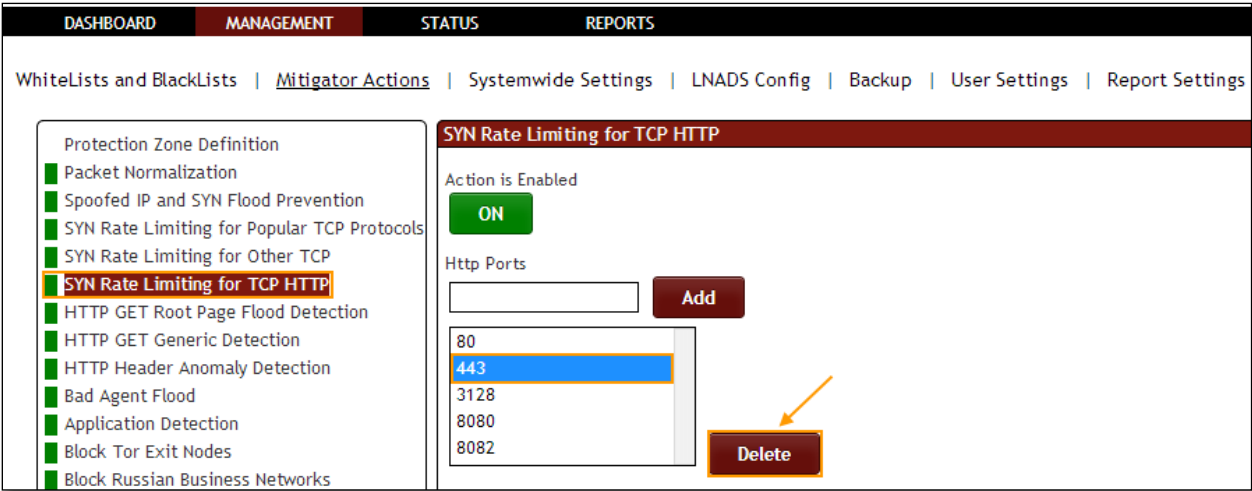 DASHBOARD MANAGEMENT STATUS REPORTS
WhiteLists and BlackLists | Mitigator Actions | Systemwide Settings | LNADS Config | Backup | User Settings | Report Settings
Protection Zone Definition
Packet Normalization
Spoofed IP and SYN Flood Prevention
SYN Rate Limiting for Popular TCP Protocols
SYN Rate Limiting for Other TCP
SYN Rate Limiting for TCP HTTP
HTTP GET Root Page Flood Detection
HTTP GET Generic Detection
HTTP Header Anomaly Detection
Bad Agent Flood
Application Detection
Block Tor Exit Nodes
Block Russian Business Networks
SYN Rate Limiting for TCP HTTP
Action is Enabled
ON
Http Ports
Add
80
443
3128
8080
8082
Delete